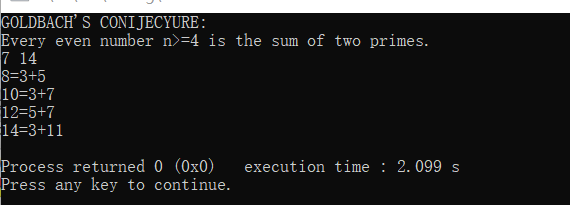 GOLDBACH'S CONIJECYURE:
Every even number n>=4 is the sum of two primes.
7 14
8=3+5
10=3+7
12=5+7
14=3+11
Process returned 0 (0x0)   execution time : 2.099 s
Press any key to continue.